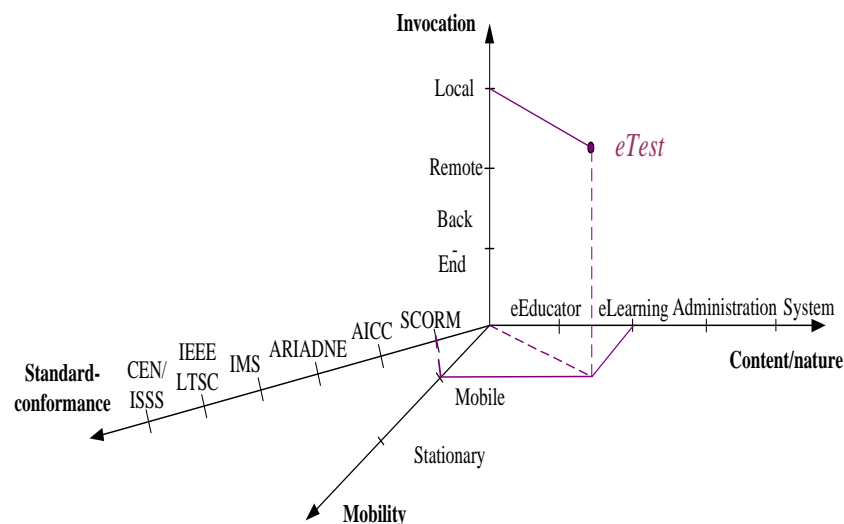 Invocation
Local
eTest
Remote
Back
-
End
eEducator
eLearning
Administration
System
SCORM
AICC
ARIADNE
IMS
IEEE
LTSC
CEN/
ISSS
Standard-
conformance
Content/nature
Mobile
Stationary
Mobility